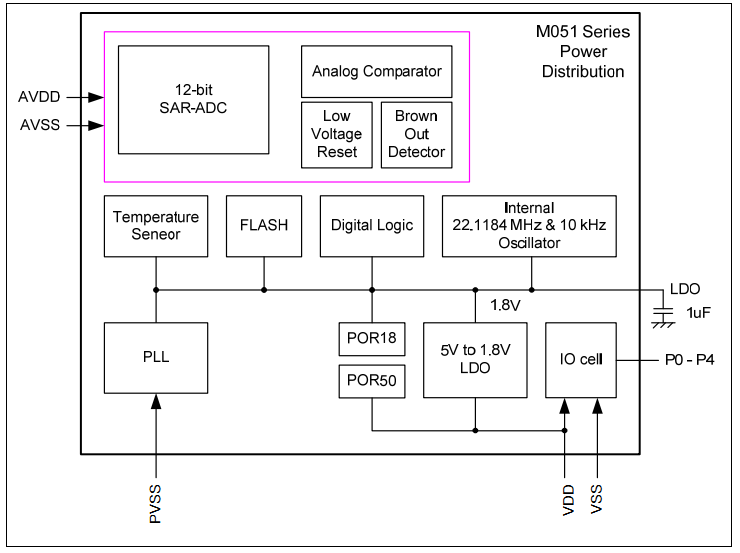 M051 Series
Power
Distribution
12-bit
SAR-ADC
Analog Comparator
Low
Voltage
Reset
Brown
Out
Detector
AVDD
AVSS
Temperature
Seneor
FLASH
Digital Logic
Internal
22.1184 MHz & 10 kHz
Oscillator
LDO
1.8V
1uF
PLL
POR18
POR50
5V to 1.8V
LDO
IO cell
P0 - P4
PVSS
VDD
VSS